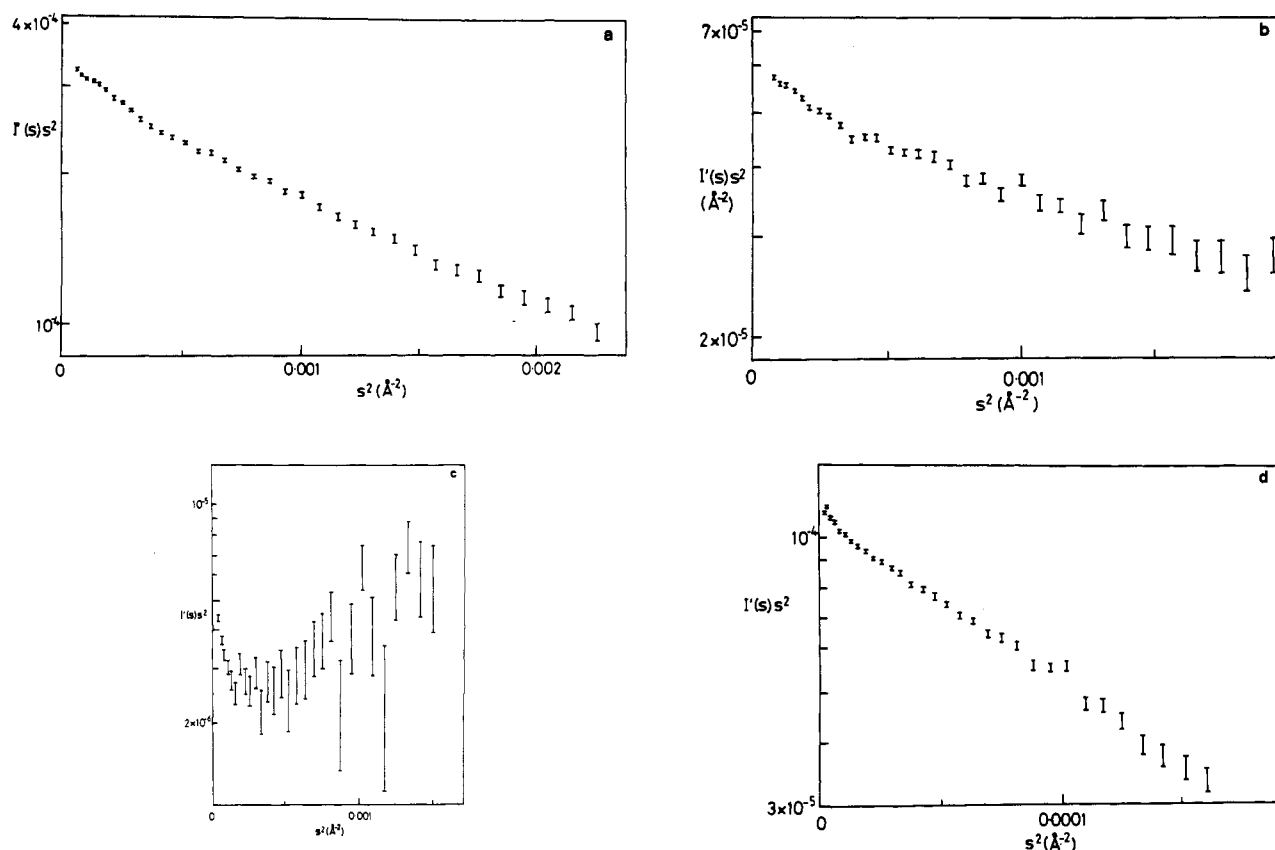 a
4×10⁻⁴
I'(s)s²
10⁻⁴
0 0·001 0·002
s² (Å⁻²)
b
7×10⁻⁵
I'(s)s²
(Å⁻²)
2×10⁻⁵
0 0·001
s² (Å⁻²)
c
10⁻⁵
I'(s)s²
2×10⁻⁶
0 0·001
s² (Å⁻²)
d
10⁻⁴
I'(s)s²
3×10⁻⁵
0 0·0001
s² (Å⁻²)